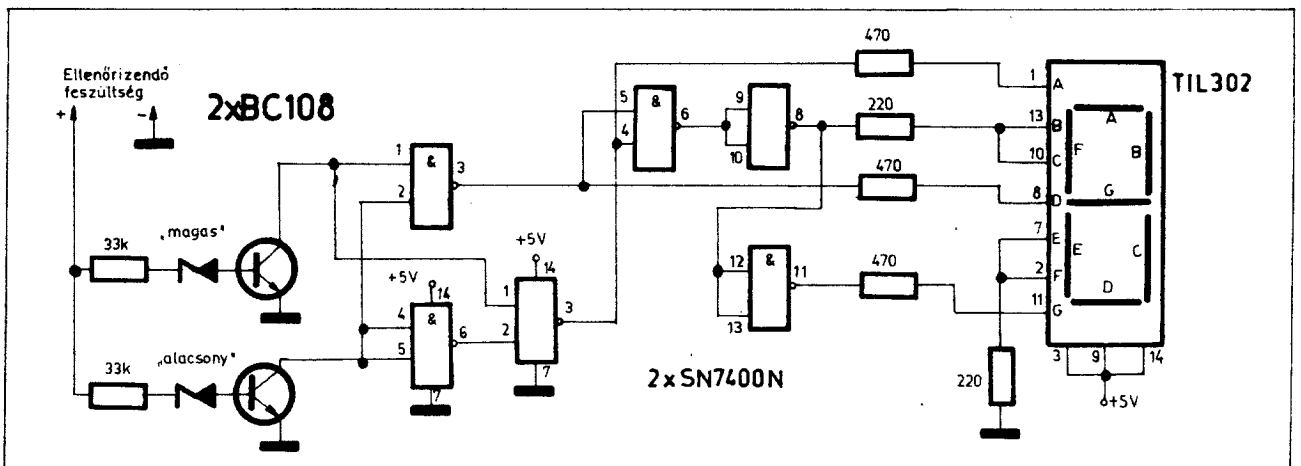 Ellenőrizendő
feszültség
+
-
2xBC108
33k
„magas"
33k
„alacsony"
1
2
&
3
+5V
14
4
5
&
6
7
+5V
14
1
2
3
7
5
4
&
6
9
10
8
12
13
&
11
470
220
470
470
220
2xSN7400N
1
13
10
8
7
2
11
A
B
C
D
E
F
G
A
F
B
G
E
C
D
3
9
14
+5V
TIL302